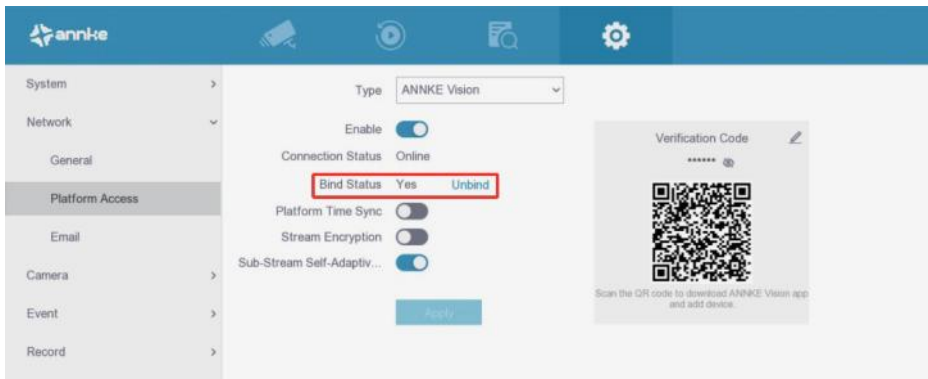 annke
System
Network
General
Platform Access
Email
Camera
Event
Record
Type ANNKE Vision
Enable
Connection Status Online
Bind Status Yes Unbind
Platform Time Sync
Stream Encryption
Sub-Stream Self-Adaptiv...
Apply
Verification Code
******
Scan the QR code to download ANNKE Vision app
and add device.